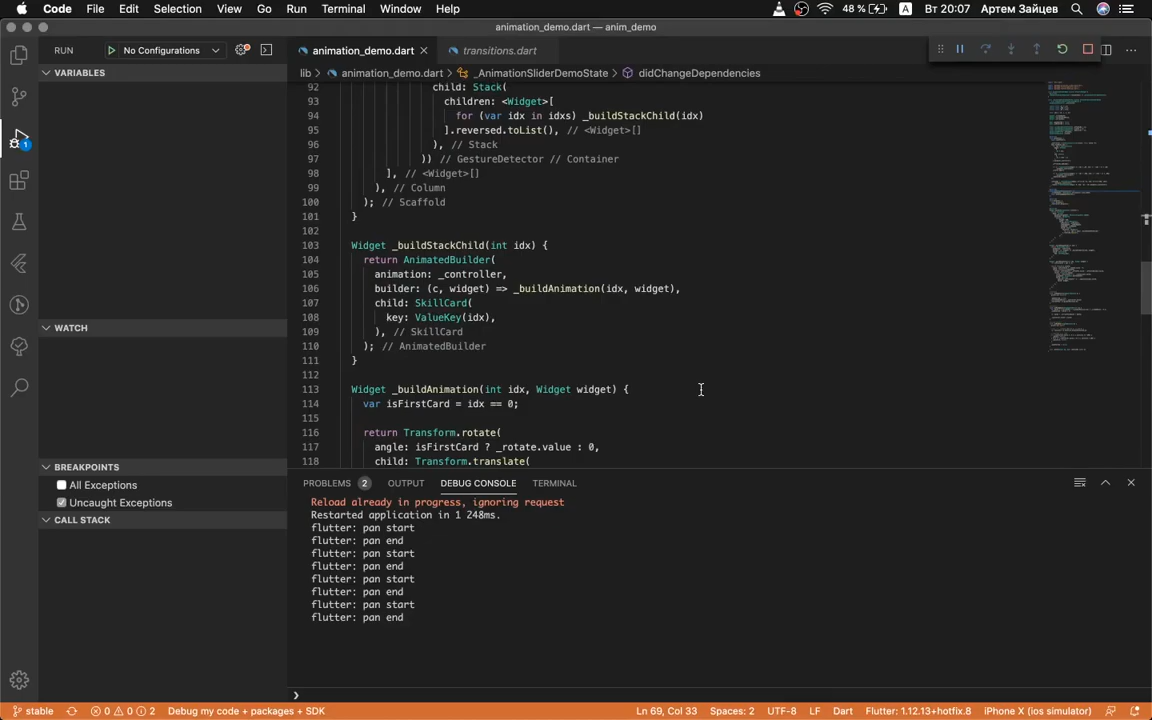 Code File Edit Selection View Go Run Terminal Window Help 48 % A Вт 20:07 Артем Зайцев
animation_demo.dart — anim_demo
RUN No Configurations
animation_demo.dart transitions.dart
lib animation_demo.dart _AnimationSliderDemoState didChangeDependencies
VARIABLES
92 child: Stack(
93 children: <Widget>[
94 for (var idx in idxs) _buildStackChild(idx)
95 ].reversed.toList(), // <Widget>[]
96 ), // Stack
97 )) // GestureDetector // Container
98 ], // <Widget>[]
99 ), // Column
100 ); // Scaffold
101 }
102
103 Widget _buildStackChild(int idx) {
104 return AnimatedBuilder(
105 animation: _controller,
106 builder: (c, widget) => _buildAnimation(idx, widget),
107 child: SkillCard(
108 key: ValueKey(idx),
109 ), // SkillCard
110 ); // AnimatedBuilder
111 }
112
113 Widget _buildAnimation(int idx, Widget widget) {
114 var isFirstCard = idx == 0;
115
116 return Transform.rotate(
117 angle: isFirstCard ? _rotate.value : 0,
118 child: Transform.translate(
1
WATCH
BREAKPOINTS
All Exceptions
Uncaught Exceptions
CALL STACK
PROBLEMS 2 OUTPUT DEBUG CONSOLE TERMINAL
Reload already in progress, ignoring request
Restarted application in 1 248ms.
flutter: pan start
flutter: pan end
flutter: pan start
flutter: pan end
flutter: pan start
flutter: pan end
flutter: pan start
flutter: pan end
stable 0 0 2 Debug my code + packages + SDK Ln 69, Col 33 Spaces: 2 UTF-8 LF Dart Flutter: 1.12.13+hotfix.8 iPhone X (ios simulator)